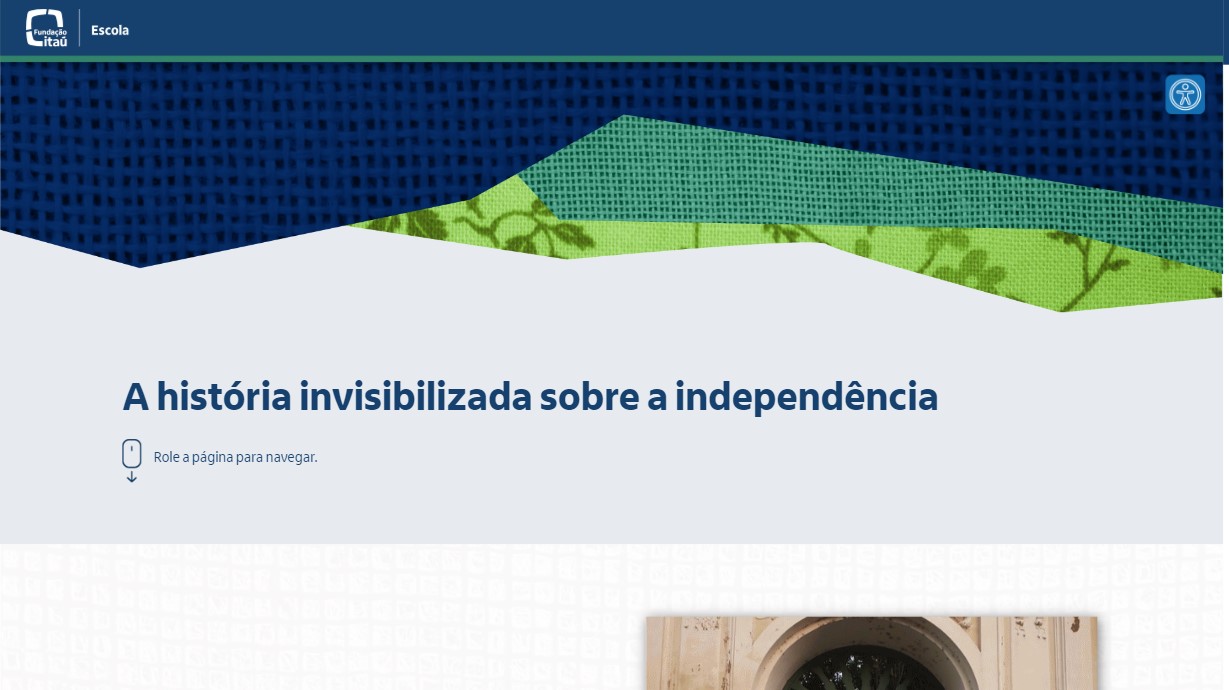 Fundação
itaú
Escola
A história invisibilizada sobre a independência
Role a página para navegar.